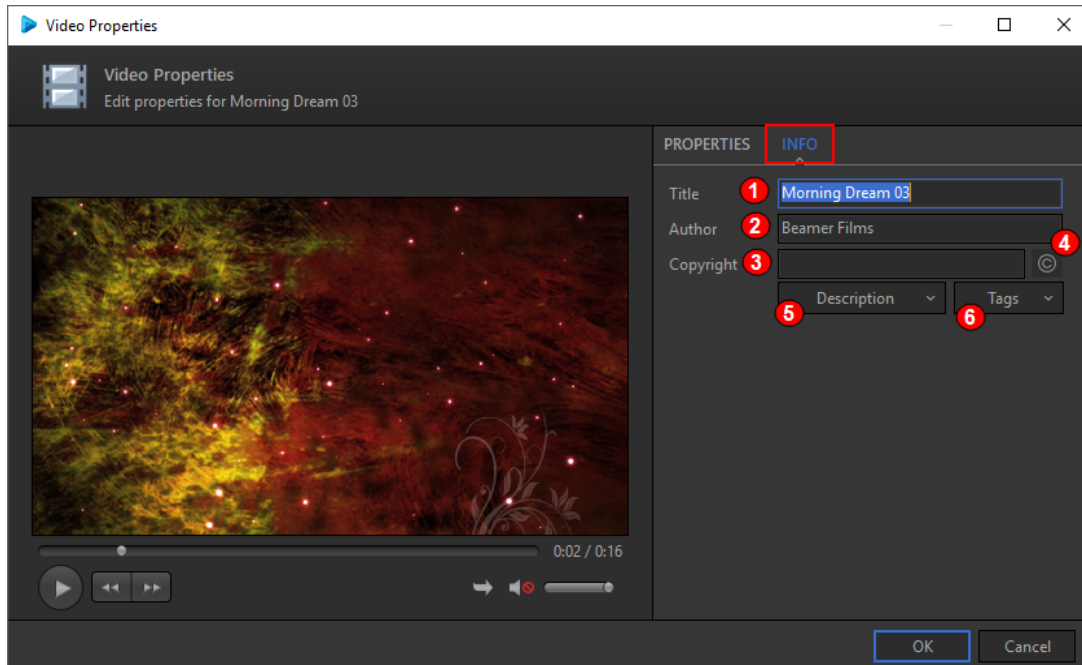 Video Properties
Video Properties
Edit properties for Morning Dream 03
PROPERTIES INFO
Title 1 Morning Dream 03
Author 2 Beamer Films
4
Copyright 3 ©
5 Description 6 Tags
0:02 / 0:16
OK Cancel